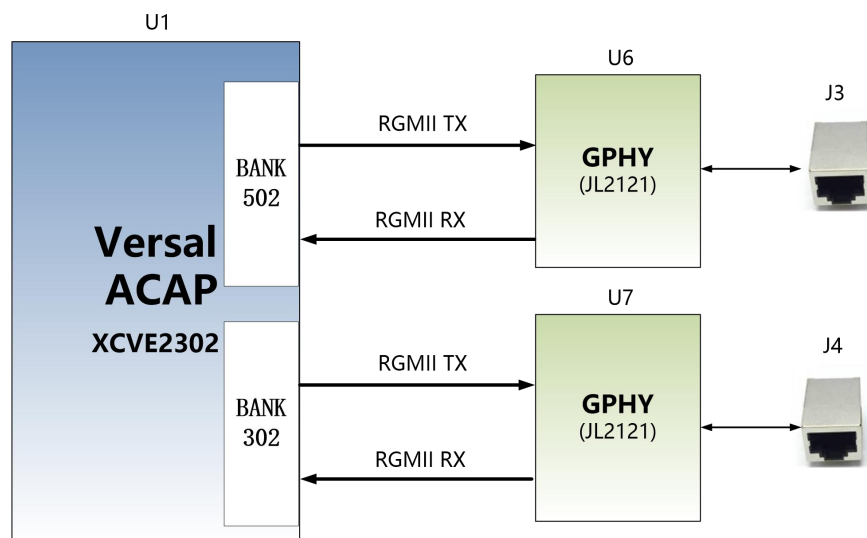 U1
U6
J3
RGMII TX
BANK
502
GPHY
(JL2121)
RGMII RX
Versal
ACAP
XCVE2302
U7
J4
RGMII TX
BANK
302
GPHY
(JL2121)
RGMII RX